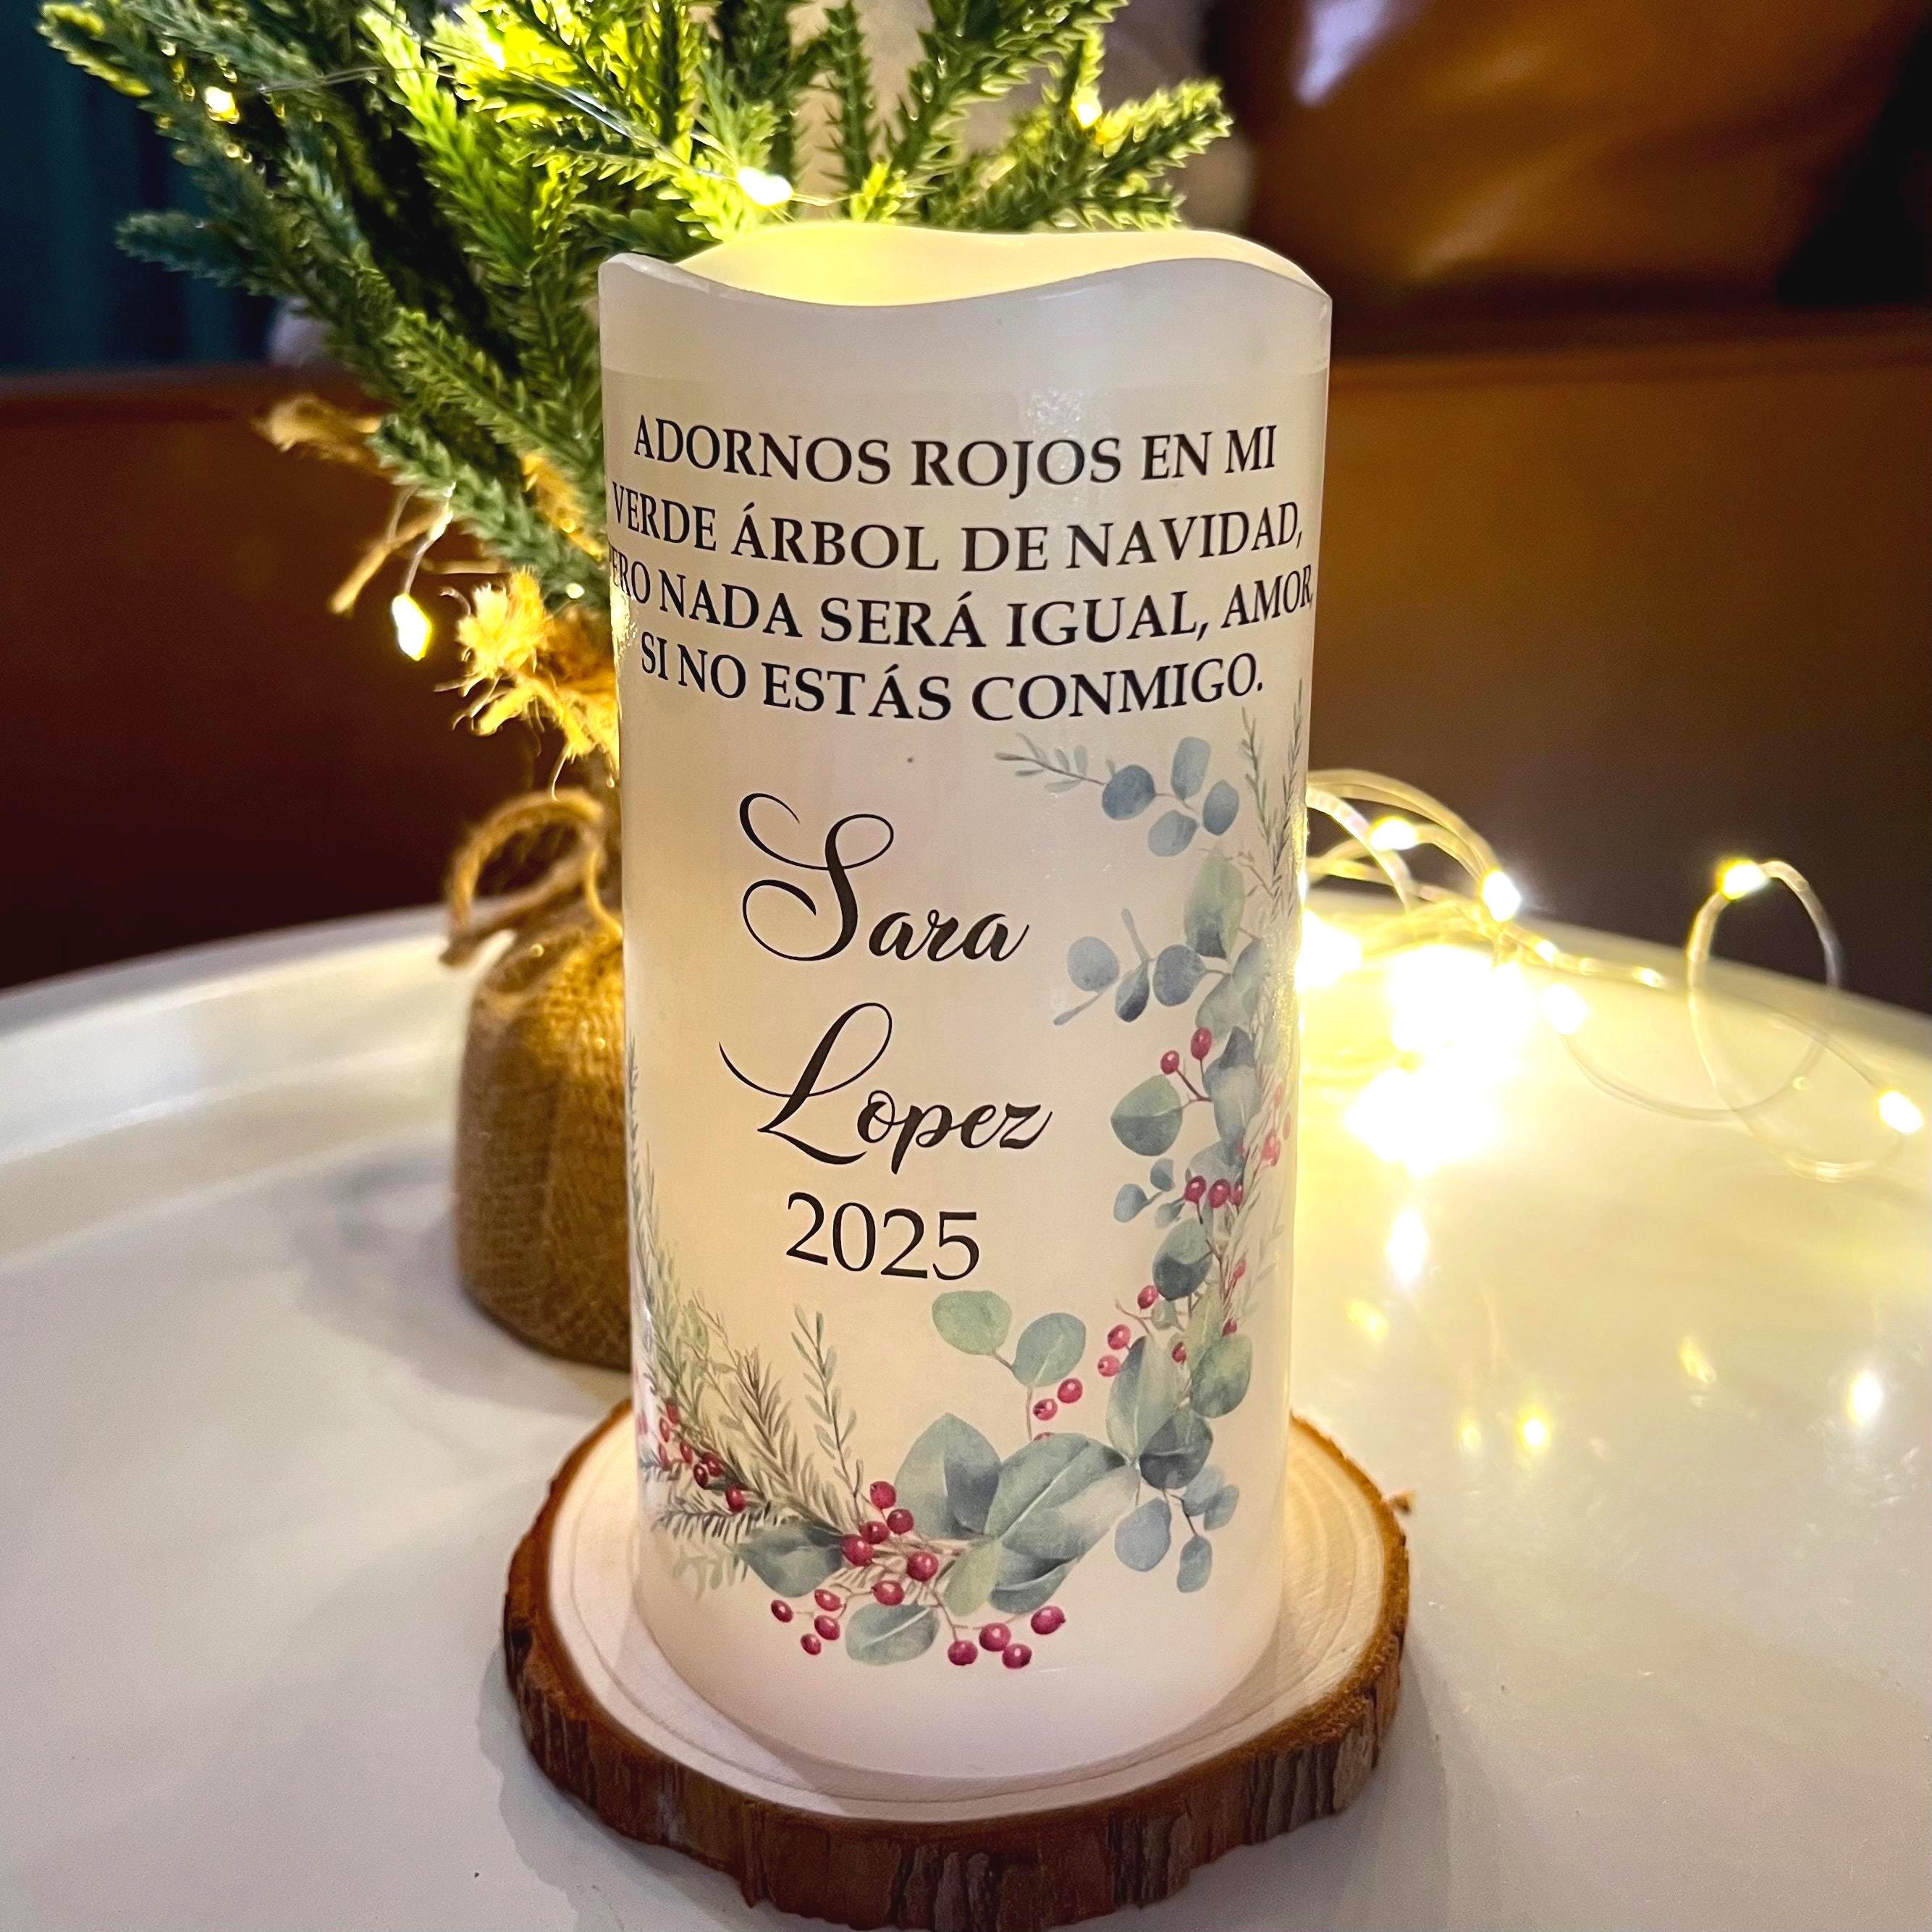 ADORNOS ROJOS EN MI
VERDE ÁRBOL DE NAVIDAD,
PERO NADA SERÁ IGUAL, AMOR,
SI NO ESTÁS CONMIGO.
Sara
Lopez
2025